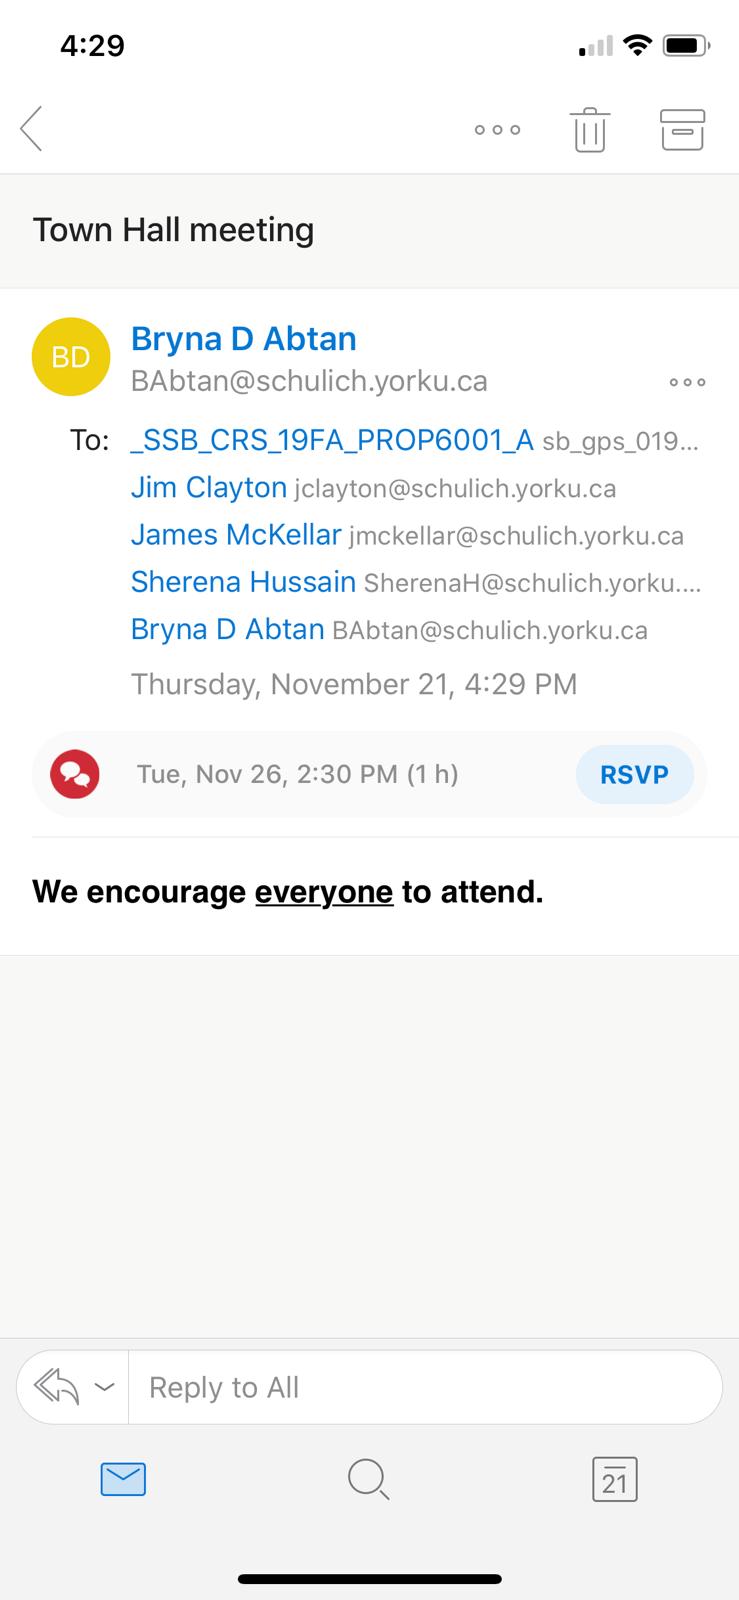 4:29
Town Hall meeting
BD
Bryna D Abtan
BAbtan@schulich.yorku.ca
To: _SSB_CRS_19FA_PROP6001_A sb_gps_019...
Jim Clayton jclayton@schulich.yorku.ca
James McKellar jmckellar@schulich.yorku.ca
Sherena Hussain SherenaH@schulich.yorku....
Bryna D Abtan BAbtan@schulich.yorku.ca
Thursday, November 21, 4:29 PM
Tue, Nov 26, 2:30 PM (1 h) RSVP
We encourage everyone to attend.
Reply to All
21